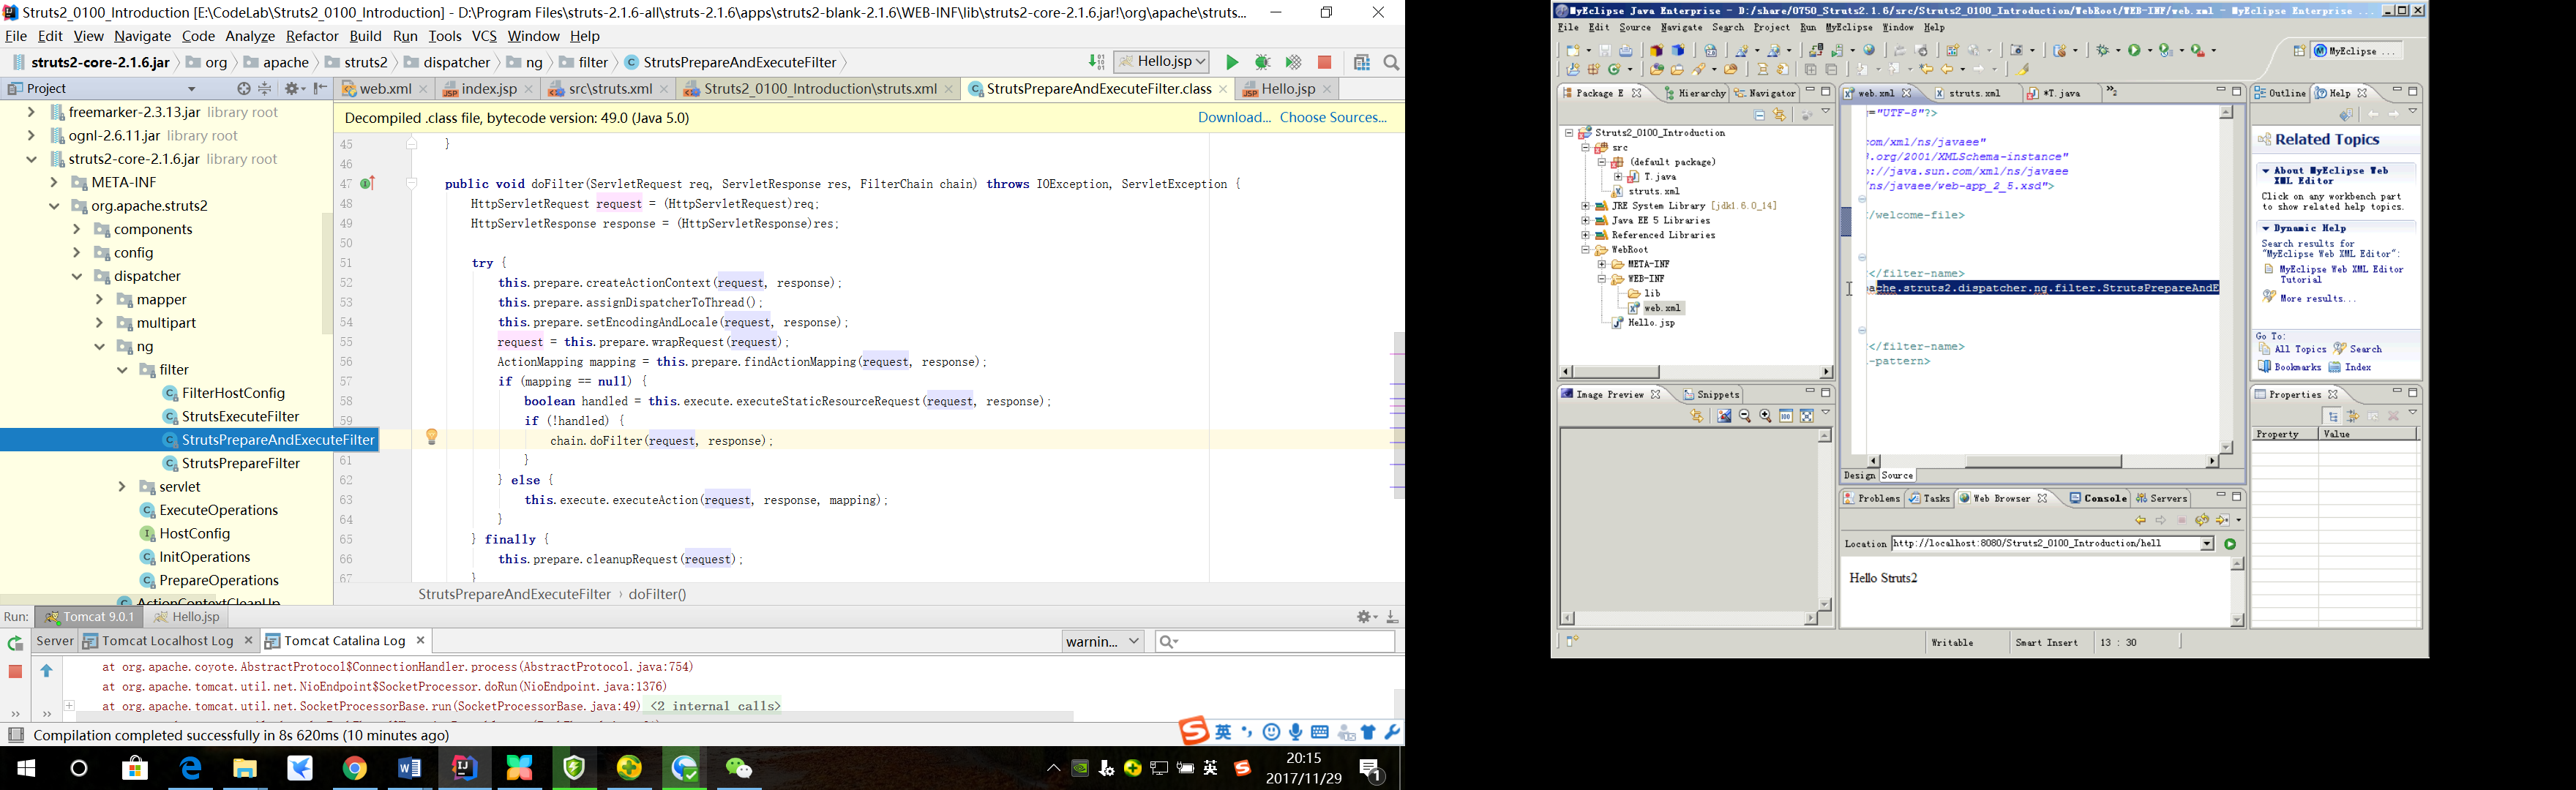 Struts2_0100_Introduction [E:\CodeLab\Struts2_0100_Introduction] - D:\Program Files\struts-2.1.6-all\struts-2.1.6\apps\struts2-blank-2.1.6\WEB-INF\lib\struts2-core-2.1.6.jar!\org\apache\struts...
File Edit View Navigate Code Analyze Refactor Build Run Tools VCS Window Help
struts2-core-2.1.6.jar org apache struts2 dispatcher ng filter StrutsPrepareAndExecuteFilter
Hello.jsp
Project
web.xml index.jsp src\struts.xml Struts2_0100_Introduction\struts.xml StrutsPrepareAndExecuteFilter.class Hello.jsp
freemarker-2.3.13.jar library root
ognl-2.6.11.jar library root
struts2-core-2.1.6.jar library root
META-INF
org.apache.struts2
components
config
dispatcher
mapper
multipart
ng
filter
FilterHostConfig
StrutsExecuteFilter
StrutsPrepareAndExecuteFilter
StrutsPrepareFilter
servlet
ExecuteOperations
HostConfig
InitOperations
PrepareOperations
ActionContextCleanUp
Decompiled .class file, bytecode version: 49.0 (Java 5.0) Download... Choose Sources...
45 }
46
47 public void doFilter(ServletRequest req, ServletResponse res, FilterChain chain) throws IOException, ServletException {
48 HttpServletRequest request = (HttpServletRequest)req;
49 HttpServletResponse response = (HttpServletResponse)res;
50
51 try {
52 this.prepare.createActionContext(request, response);
53 this.prepare.assignDispatcherToThread();
54 this.prepare.setEncodingAndLocale(request, response);
55 request = this.prepare.wrapRequest(request);
56 ActionMapping mapping = this.prepare.findActionMapping(request, response);
57 if (mapping == null) {
58 boolean handled = this.execute.executeStaticResourceRequest(request, response);
59 if (!handled) {
chain.doFilter(request, response);
61 }
62 } else {
63 this.execute.executeAction(request, response, mapping);
64 }
65 } finally {
66 this.prepare.cleanupRequest(request);
67 }
StrutsPrepareAndExecuteFilter › doFilter()
Run: Tomcat 9.0.1 Hello.jsp
Server Tomcat Localhost Log Tomcat Catalina Log warnin...
at org.apache.coyote.AbstractProtocol$ConnectionHandler.process(AbstractProtocol.java:754)
at org.apache.tomcat.util.net.NioEndpoint$SocketProcessor.doRun(NioEndpoint.java:1376)
at org.apache.tomcat.util.net.SocketProcessorBase.run(SocketProcessorBase.java:49) <2 internal calls>
Compilation completed successfully in 8s 620ms (10 minutes ago)
英
英
20:15
2017/11/29
1
MyEclipse Java Enterprise - D:/share/0750_Struts2.1.6/src/Struts2_0100_Introduction/WebRoot/WEB-INF/web.xml - MyEclipse Enterprise ...
File Edit Source Navigate Search Project Run MyEclipse Window Help
MyEclipse ...
Package E Hierarchy Navigator
Struts2_0100_Introduction
src
(default package)
T.java
struts.xml
JRE System Library [jdk1.6.0_14]
Java EE 5 Libraries
Referenced Libraries
WebRoot
META-INF
WEB-INF
lib
web.xml
Hello.jsp
Image Preview Snippets
web.xml struts.xml *T.java »2
="UTF-8"?>
com/xml/ns/javaee"
.org/2001/XMLSchema-instance"
://java.sun.com/xml/ns/javaee
/ns/javaee/web-app_2_5.xsd">
</welcome-file>
</filter-name>
pache.struts2.dispatcher.ng.filter.StrutsPrepareAndE
</filter-name>
-pattern>
Design Source
Problems Tasks Web Browser Console Servers
Location http://localhost:8080/Struts2_0100_Introduction/hell
Hello Struts2
Outline Help
Related Topics
About MyEclipse Web XML Editor
Click on any workbench part
to show related help topics.
Dynamic Help
Search results for
"MyEclipse Web XML Editor":
MyEclipse Web XML Editor
Tutorial
More results...
Go To:
All Topics Search
Bookmarks Index
Properties
Property Value
Writable Smart Insert 13 : 30